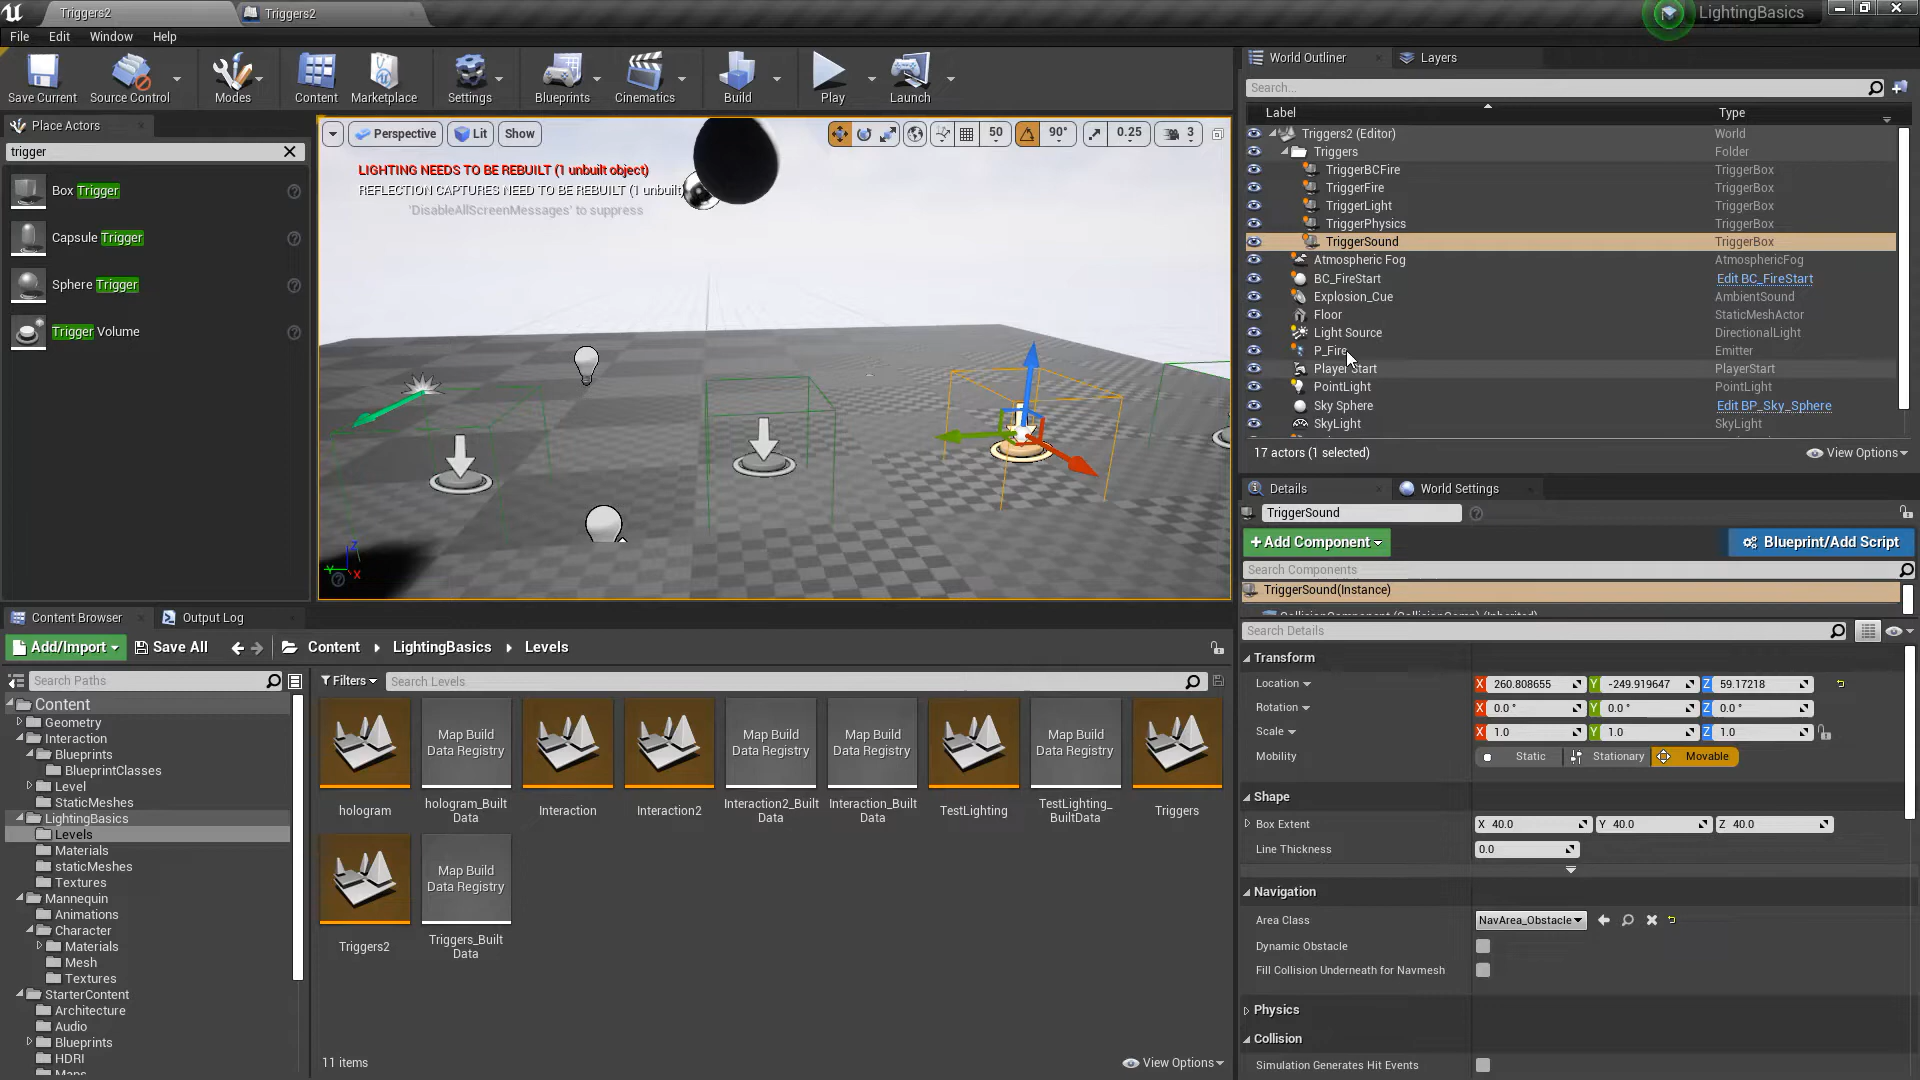 Triggers2
Triggers2
LightingBasics
File Edit Window Help
Save Current
Source Control
Modes
Content
Marketplace
Settings
Blueprints
Cinematics
Build
Play
Launch
Place Actors
trigger
Box Trigger
Capsule Trigger
Sphere Trigger
Trigger Volume
Perspective Lit Show
50 90° 0.25 3
LIGHTING NEEDS TO BE REBUILT (1 unbuilt object)
REFLECTION CAPTURES NEED TO BE REBUILT (1 unbuilt)
'DisableAllScreenMessages' to suppress
Z
Y X
World Outliner Layers
Search...
Label Type
Triggers2 (Editor) World
Triggers Folder
TriggerBCFire TriggerBox
TriggerFire TriggerBox
TriggerLight TriggerBox
TriggerPhysics TriggerBox
TriggerSound TriggerBox
Atmospheric Fog AtmosphericFog
BC_FireStart Edit BC_FireStart
Explosion_Cue AmbientSound
Floor StaticMeshActor
Light Source DirectionalLight
P_Fire Emitter
Player Start PlayerStart
PointLight PointLight
Sky Sphere Edit BP_Sky_Sphere
SkyLight SkyLight
17 actors (1 selected) View Options
Details World Settings
TriggerSound
+Add Component Blueprint/Add Script
Search Components
TriggerSound(Instance)
CollisionComponent (CollisionComp) (Inherited)
Search Details
Transform
Location X 260.808655 Y -249.919647 Z 59.17218
Rotation X 0.0 ° Y 0.0 ° Z 0.0 °
Scale X 1.0 Y 1.0 Z 1.0
Mobility Static Stationary Movable
Shape
Box Extent X 40.0 Y 40.0 Z 40.0
Line Thickness 0.0
Navigation
Area Class NavArea_Obstacle
Dynamic Obstacle
Fill Collision Underneath for Navmesh
Physics
Collision
Simulation Generates Hit Events
Content Browser Output Log
Add/Import Save All Content LightingBasics Levels
Search Paths
Content
Geometry
Interaction
Blueprints
BlueprintClasses
Level
StaticMeshes
LightingBasics
Levels
Materials
staticMeshes
Textures
Mannequin
Animations
Character
Materials
Mesh
Textures
StarterContent
Architecture
Audio
Blueprints
HDRI
Maps
Filters Search Levels
hologram
Map Build
Data Registry
hologram_Built
Data
Interaction
Interaction2
Map Build
Data Registry
Interaction2_Built
Data
Map Build
Data Registry
Interaction_Built
Data
TestLighting
Map Build
Data Registry
TestLighting_
BuiltData
Triggers
Triggers2
Map Build
Data Registry
Triggers_Built
Data
11 items View Options